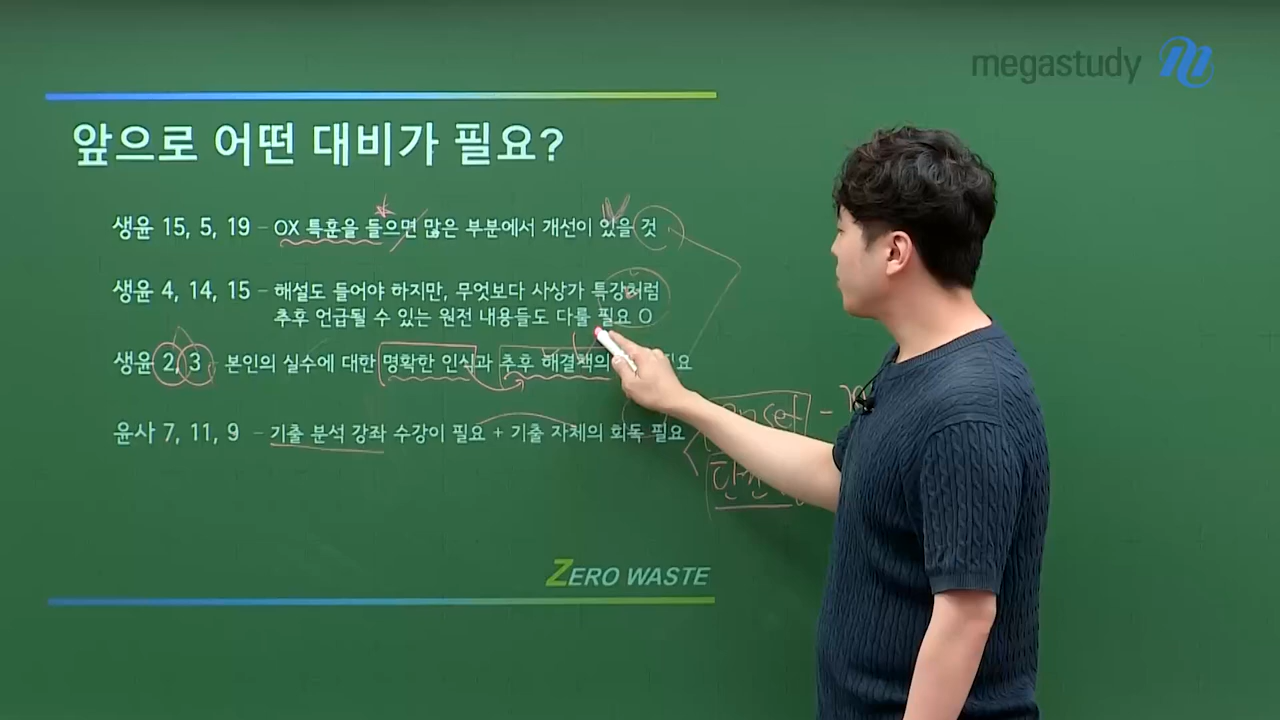 megastudy
앞으로 어떤 대비가 필요?
생윤 15, 5, 19 – OX 특훈을 들으면 많은 부분에서 개선이 있을 것
생윤 4, 14, 15 – 해설도 들어야 하지만, 무엇보다 사상가 특강처럼
추후 언급될 수 있는 원전 내용들도 다룰 필요 O
생윤 2, 3 - 본인의 실수에 대한 명확한 인식과 추후 해결책의 필요
윤사 7, 11, 9 – 기출 분석 강좌 수강이 필요 + 기출 자체의 회독 필요
ZERO WASTE